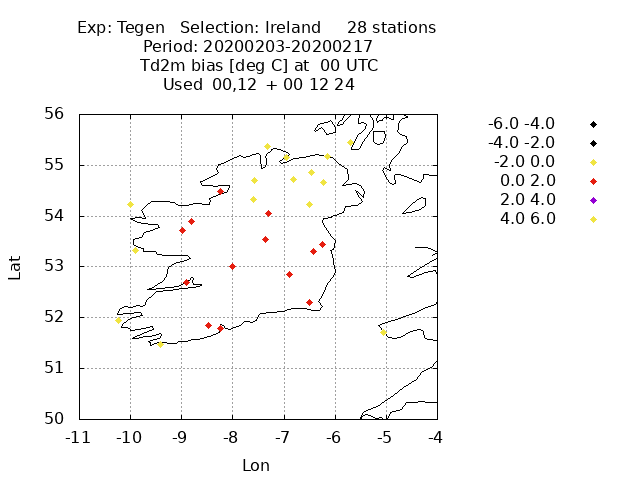 Exp: Tegen Selection: Ireland 28 stations
Period: 20200203-20200217
Td2m bias [deg C] at 00 UTC
Used 00,12 + 00 12 24
-6.0 -4.0
-4.0 -2.0
-2.0 0.0
0.0 2.0
2.0 4.0
4.0 6.0
56
55
54
53
52
51
50
Lat
-11 -10 -9 -8 -7 -6 -5 -4
Lon